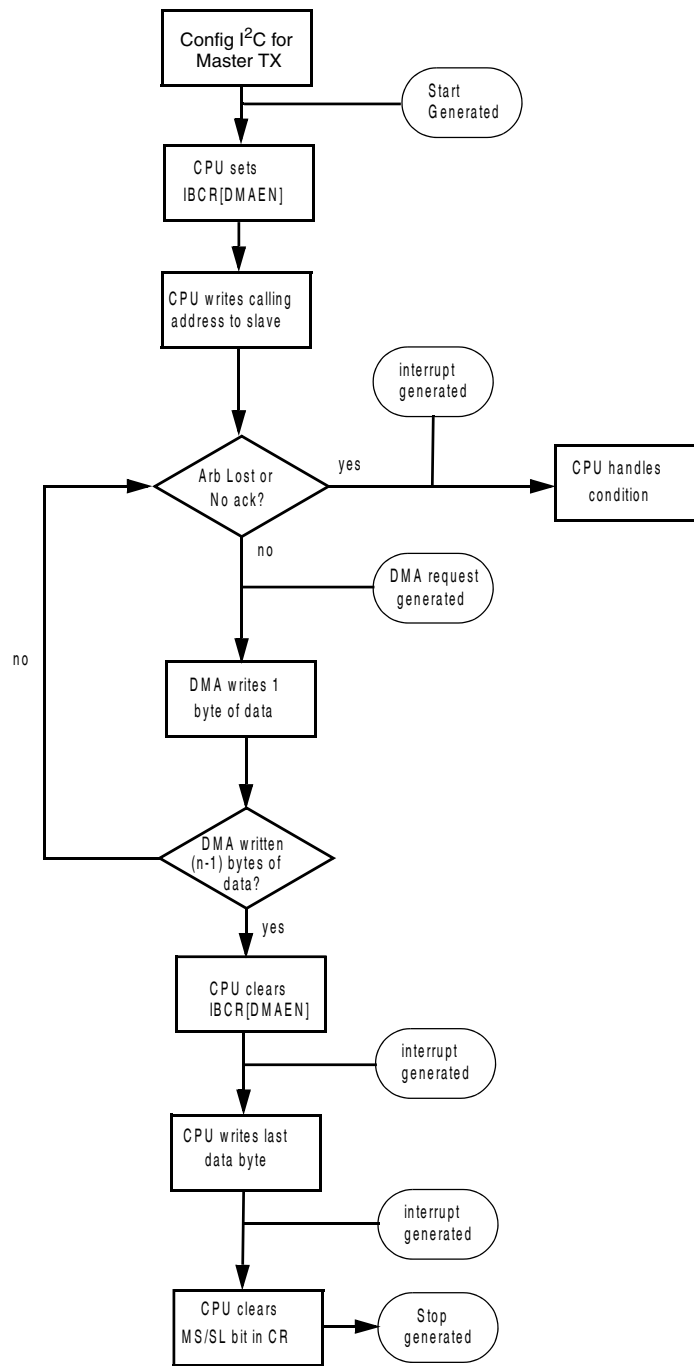 Config I²C for
Master TX
Start
Generated
CPU sets
IBCR[DMAEN]
CPU writes calling
address to slave
interrupt
generated
Arb Lost or
No ack?
yes
CPU handles
condition
no
DMA request
generated
no
DMA writes 1
byte of data
DMA written
(n-1) bytes of
data?
yes
CPU clears
IBCR[DMAEN]
interrupt
generated
CPU writes last
data byte
interrupt
generated
CPU clears
MS/SL bit in CR
Stop
generated